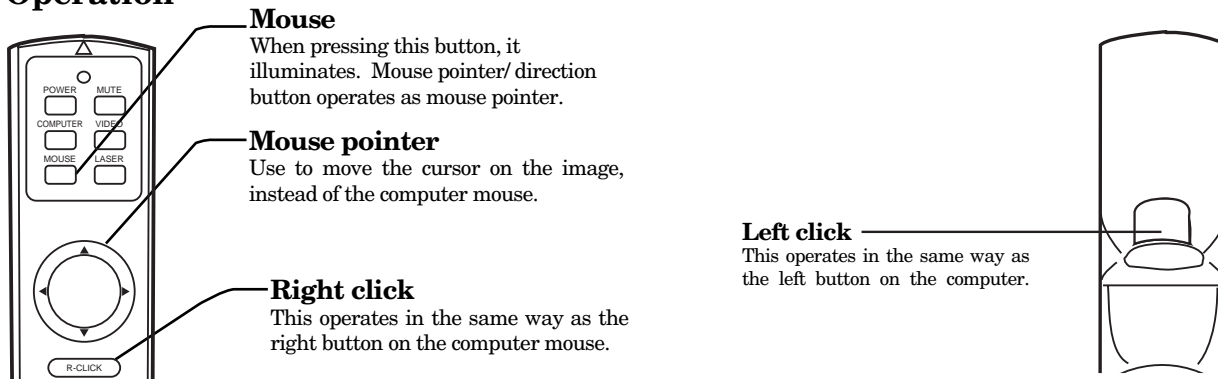 Operation
Mouse
When pressing this button, it
illuminates. Mouse pointer/ direction
button operates as mouse pointer.
POWER MUTE
COMPUTER VIDEO
MOUSE LASER
Mouse pointer
Use to move the cursor on the image,
instead of the computer mouse.
Right click
This operates in the same way as the
right button on the computer mouse.
R-CLICK
Left click
This operates in the same way as
the left button on the computer.